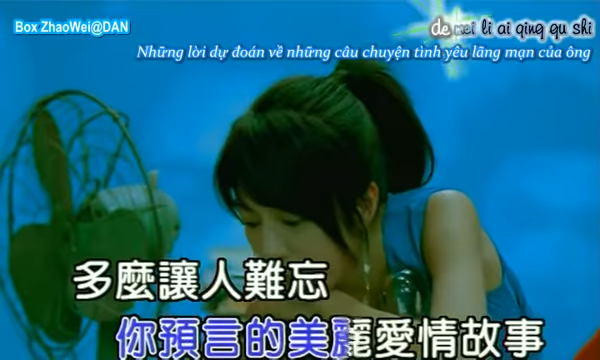 Box ZhaoWei@DAN
de mei li ai qing gu shi
Những lời dự đoán về những câu chuyện tình yêu lãng mạn của ông
多麼讓人難忘
你預言的美麗愛情故事